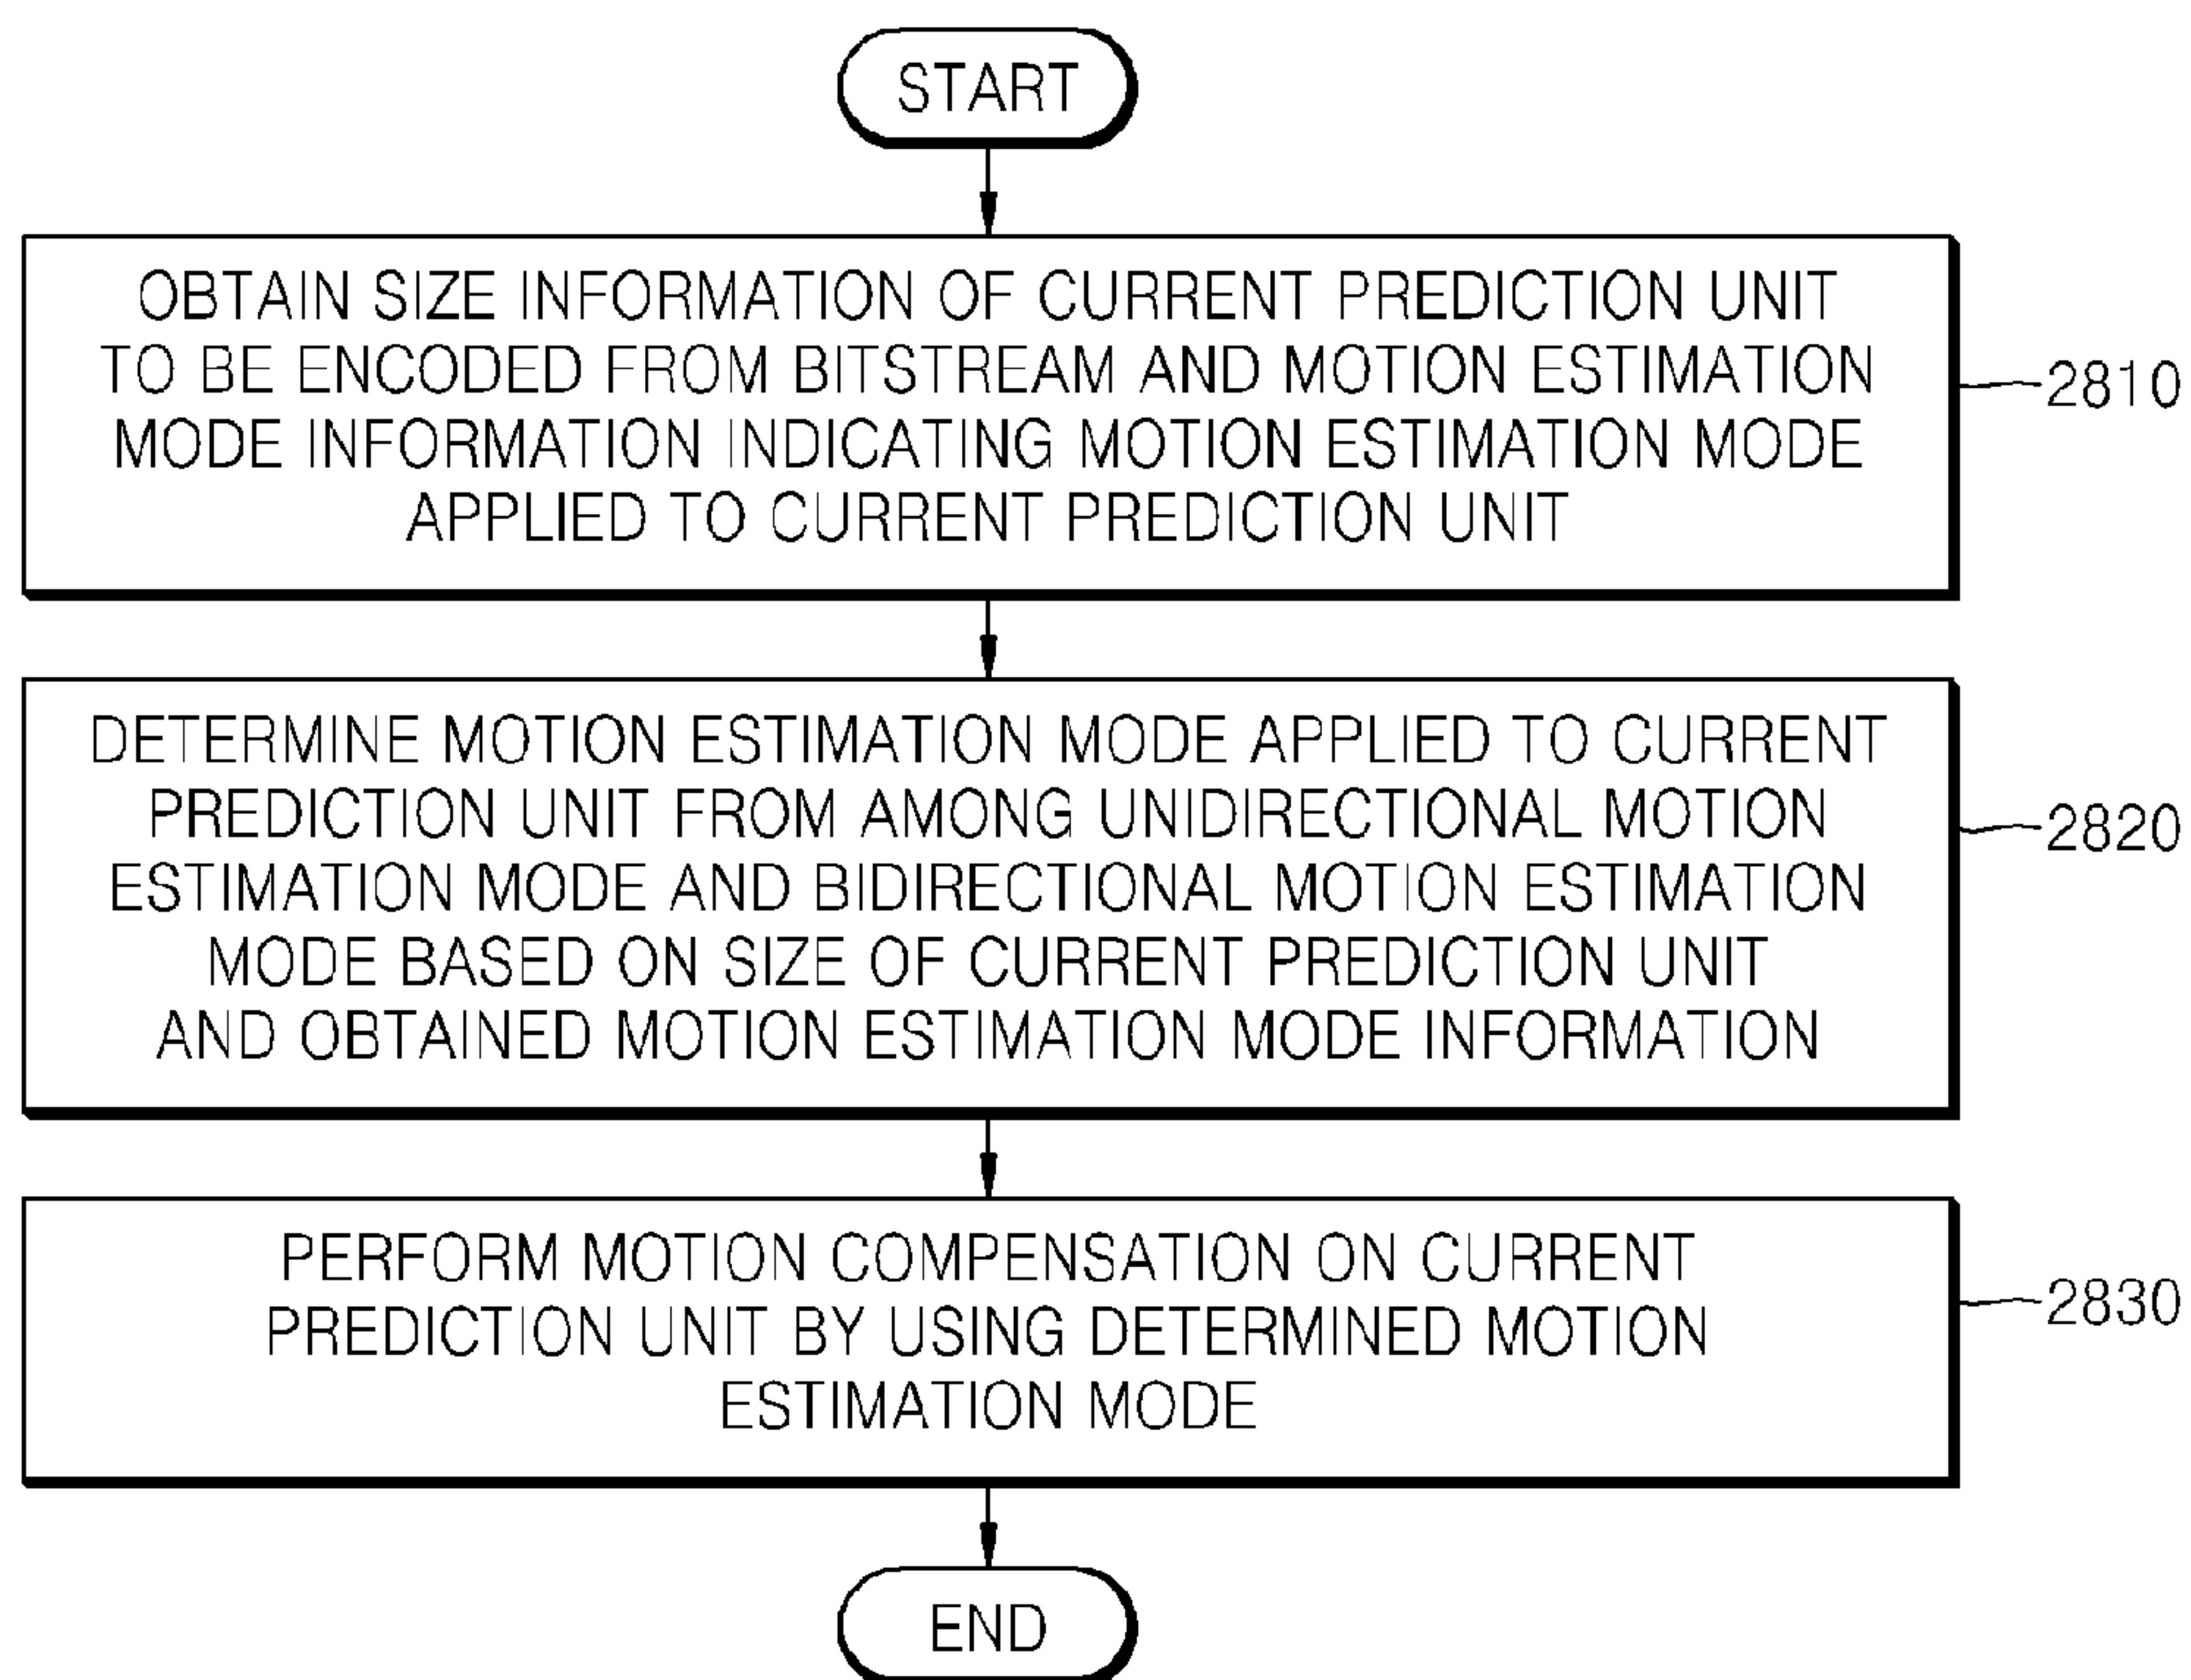 START
OBTAIN SIZE INFORMATION OF CURRENT PREDICTION UNIT
TO BE ENCODED FROM BITSTREAM AND MOTION ESTIMATION
MODE INFORMATION INDICATING MOTION ESTIMATION MODE
APPLIED TO CURRENT PREDICTION UNIT
2810
DETERMINE MOTION ESTIMATION MODE APPLIED TO CURRENT
PREDICTION UNIT FROM AMONG UNIDIRECTIONAL MOTION
ESTIMATION MODE AND BIDIRECTIONAL MOTION ESTIMATION
MODE BASED ON SIZE OF CURRENT PREDICTION UNIT
AND OBTAINED MOTION ESTIMATION MODE INFORMATION
2820
PERFORM MOTION COMPENSATION ON CURRENT
PREDICTION UNIT BY USING DETERMINED MOTION
ESTIMATION MODE
2830
END